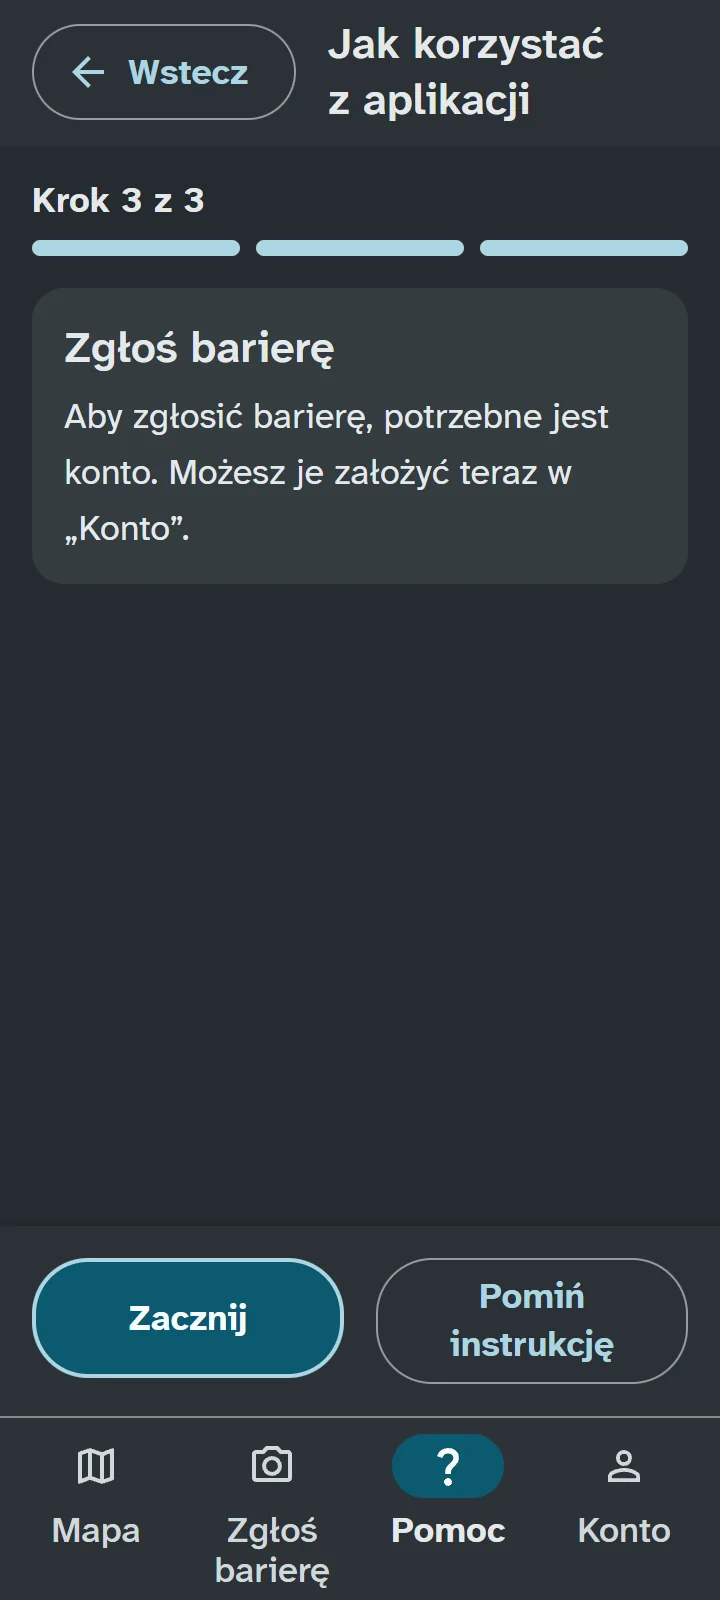 Wstecz
Jak korzystać
z aplikacji
Krok 3 z 3
Zgłoś barierę
Aby zgłosić barierę, potrzebne jest
konto. Możesz je założyć teraz w
„Konto”.
Zacznij
Pomiń
instrukcję
Mapa
Zgłoś
barierę
Pomoc
Konto